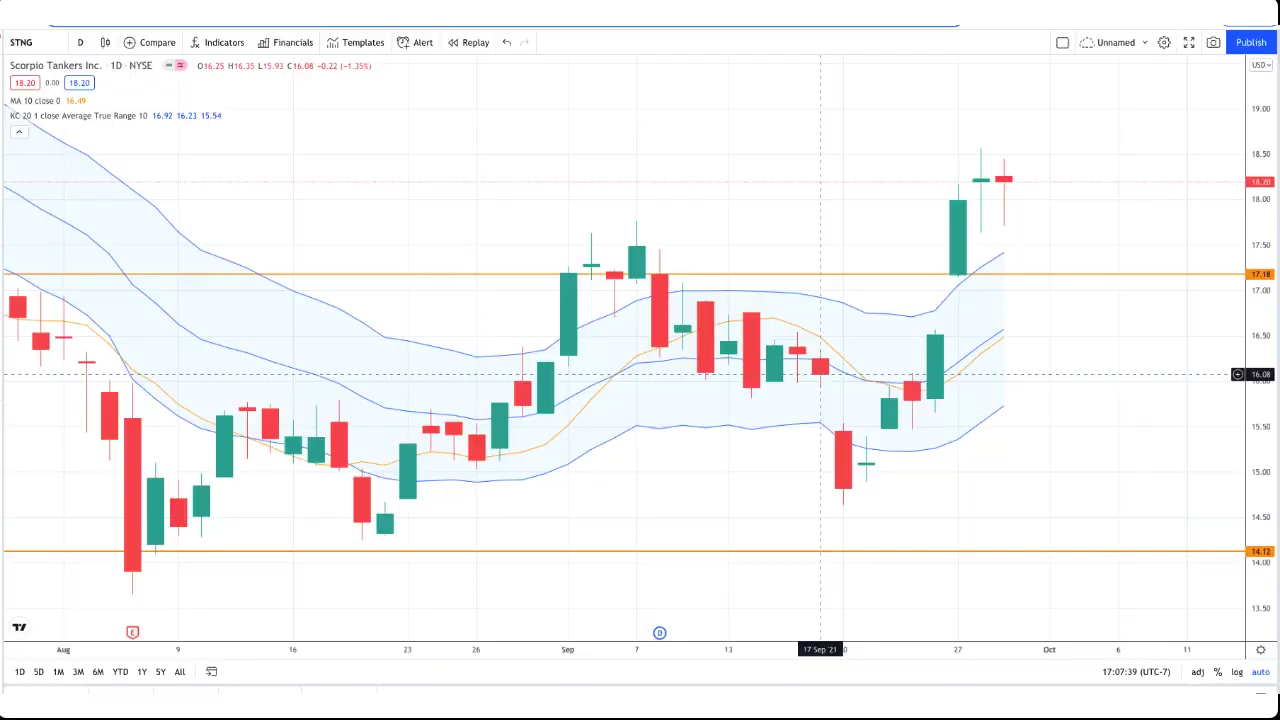 STNG D Compare Indicators Financials Templates Alert Replay Unnamed Publish
Scorpio Tankers Inc. · 1D · NYSE O16.25 H16.35 L15.93 C16.08 -0.22 (-1.35%) USD
18.20 0.00 18.20
MA 10 close 0 16.49
KC 20 1 close Average True Range 10 16.92 16.23 15.54
19.00
18.50
18.20
18.00
17.50
17.18
17.00
16.50
16.08
16.00
15.50
15.00
14.50
14.12
14.00
13.50
E D
Aug 9 16 23 26 Sep 7 13 17 Sep '21 0 27 Oct 6 11
1D 5D 1M 3M 6M YTD 1Y 5Y All 17:07:39 (UTC-7) adj % log auto